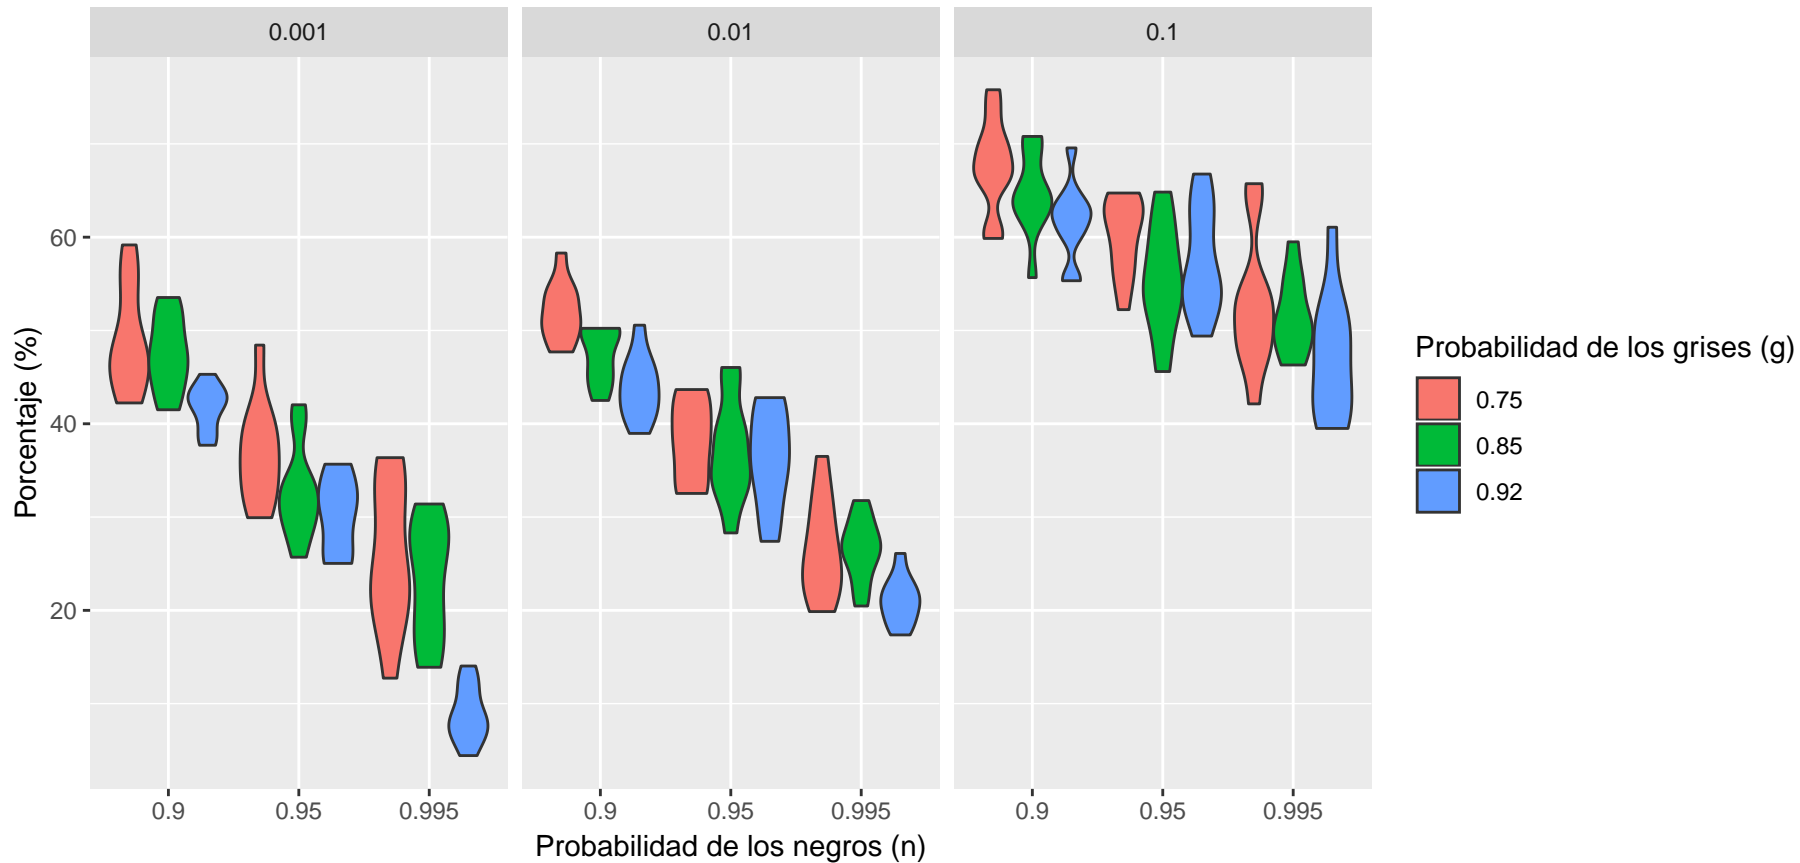 0.001 0.01 0.1
Porcentaje (%)
60
40
20
0.9 0.95 0.995 0.9 0.95 0.995 0.9 0.95 0.995
Probabilidad de los negros (n)
Probabilidad de los grises (g)
0.75
0.85
0.92